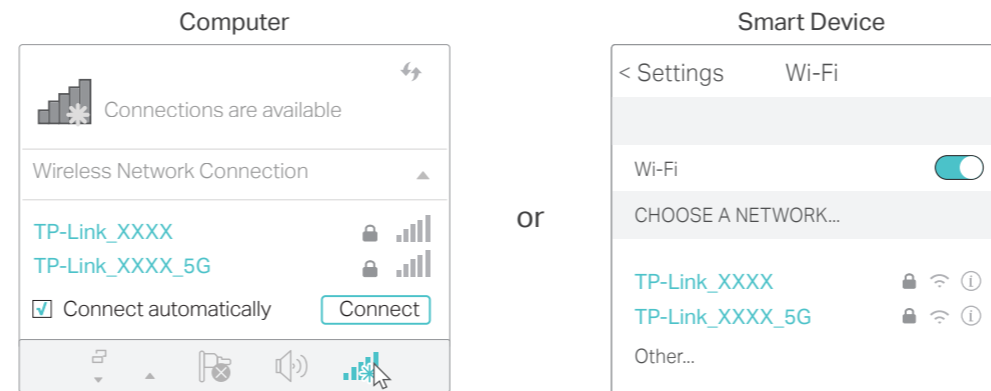 Computer
Connections are available
Wireless Network Connection
TP-Link_XXXX
TP-Link_XXXX_5G
Connect automatically Connect
or
Smart Device
< Settings Wi-Fi
Wi-Fi
CHOOSE A NETWORK...
TP-Link_XXXX
TP-Link_XXXX_5G
Other...